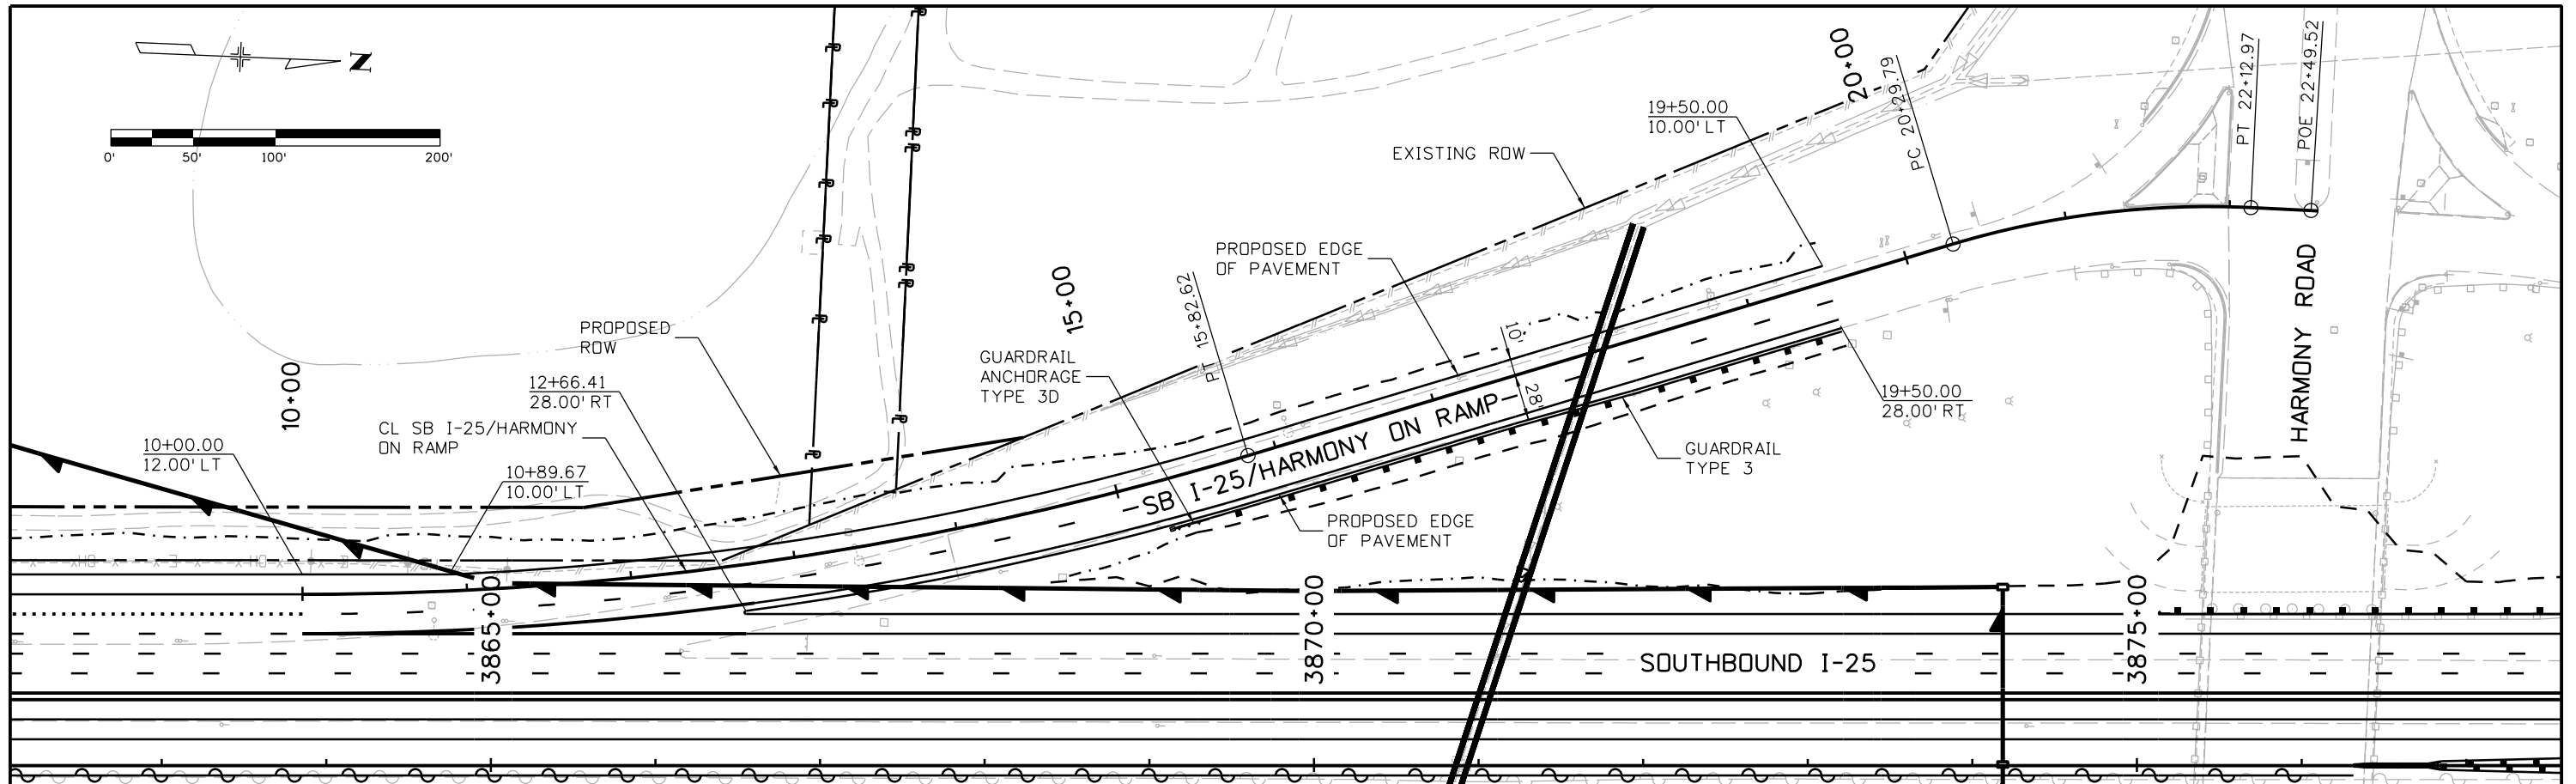 N
0'
50'
100'
200'
10+00
10+00.00
12.00' LT
CL SB I-25/HARMONY
ON RAMP
10+89.67
10.00' LT
12+66.41
28.00' RT
PROPOSED
ROW
15+00
GUARDRAIL
ANCHORAGE
TYPE 3D
PT 15+82.62
PROPOSED EDGE
OF PAVEMENT
EXISTING ROW
19+50.00
10.00' LT
20+00
PC 20+29.79
PT 22+12.97
POE 22+49.52
10'
28'
SB I-25/HARMONY ON RAMP
PROPOSED EDGE
OF PAVEMENT
GUARDRAIL
TYPE 3
19+50.00
28.00' RT
HARMONY ROAD
3865+00
3870+00
3875+00
SOUTHBOUND I-25